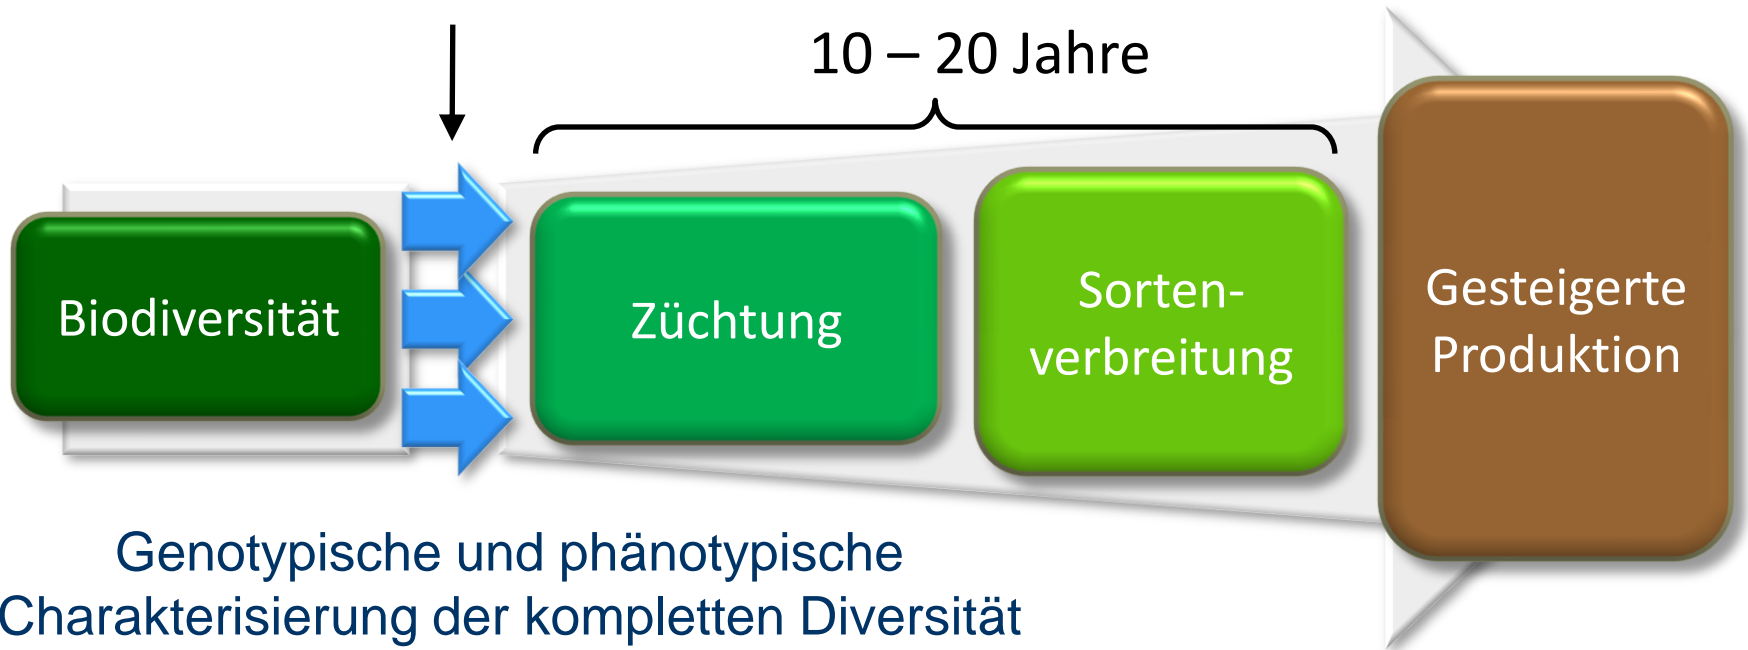 10 – 20 Jahre
Biodiversität
Züchtung
Sorten-
verbreitung
Gesteigerte
Produktion
Genotypische und phänotypische
Charakterisierung der kompletten Diversität